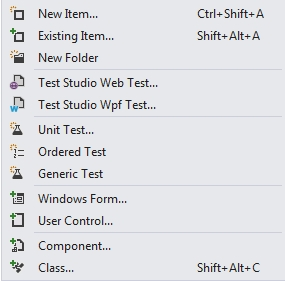 New Item... Ctrl+Shift+A
Existing Item... Shift+Alt+A
New Folder
Test Studio Web Test...
Test Studio Wpf Test...
Unit Test...
Ordered Test
Generic Test
Windows Form...
User Control...
Component...
Class... Shift+Alt+C